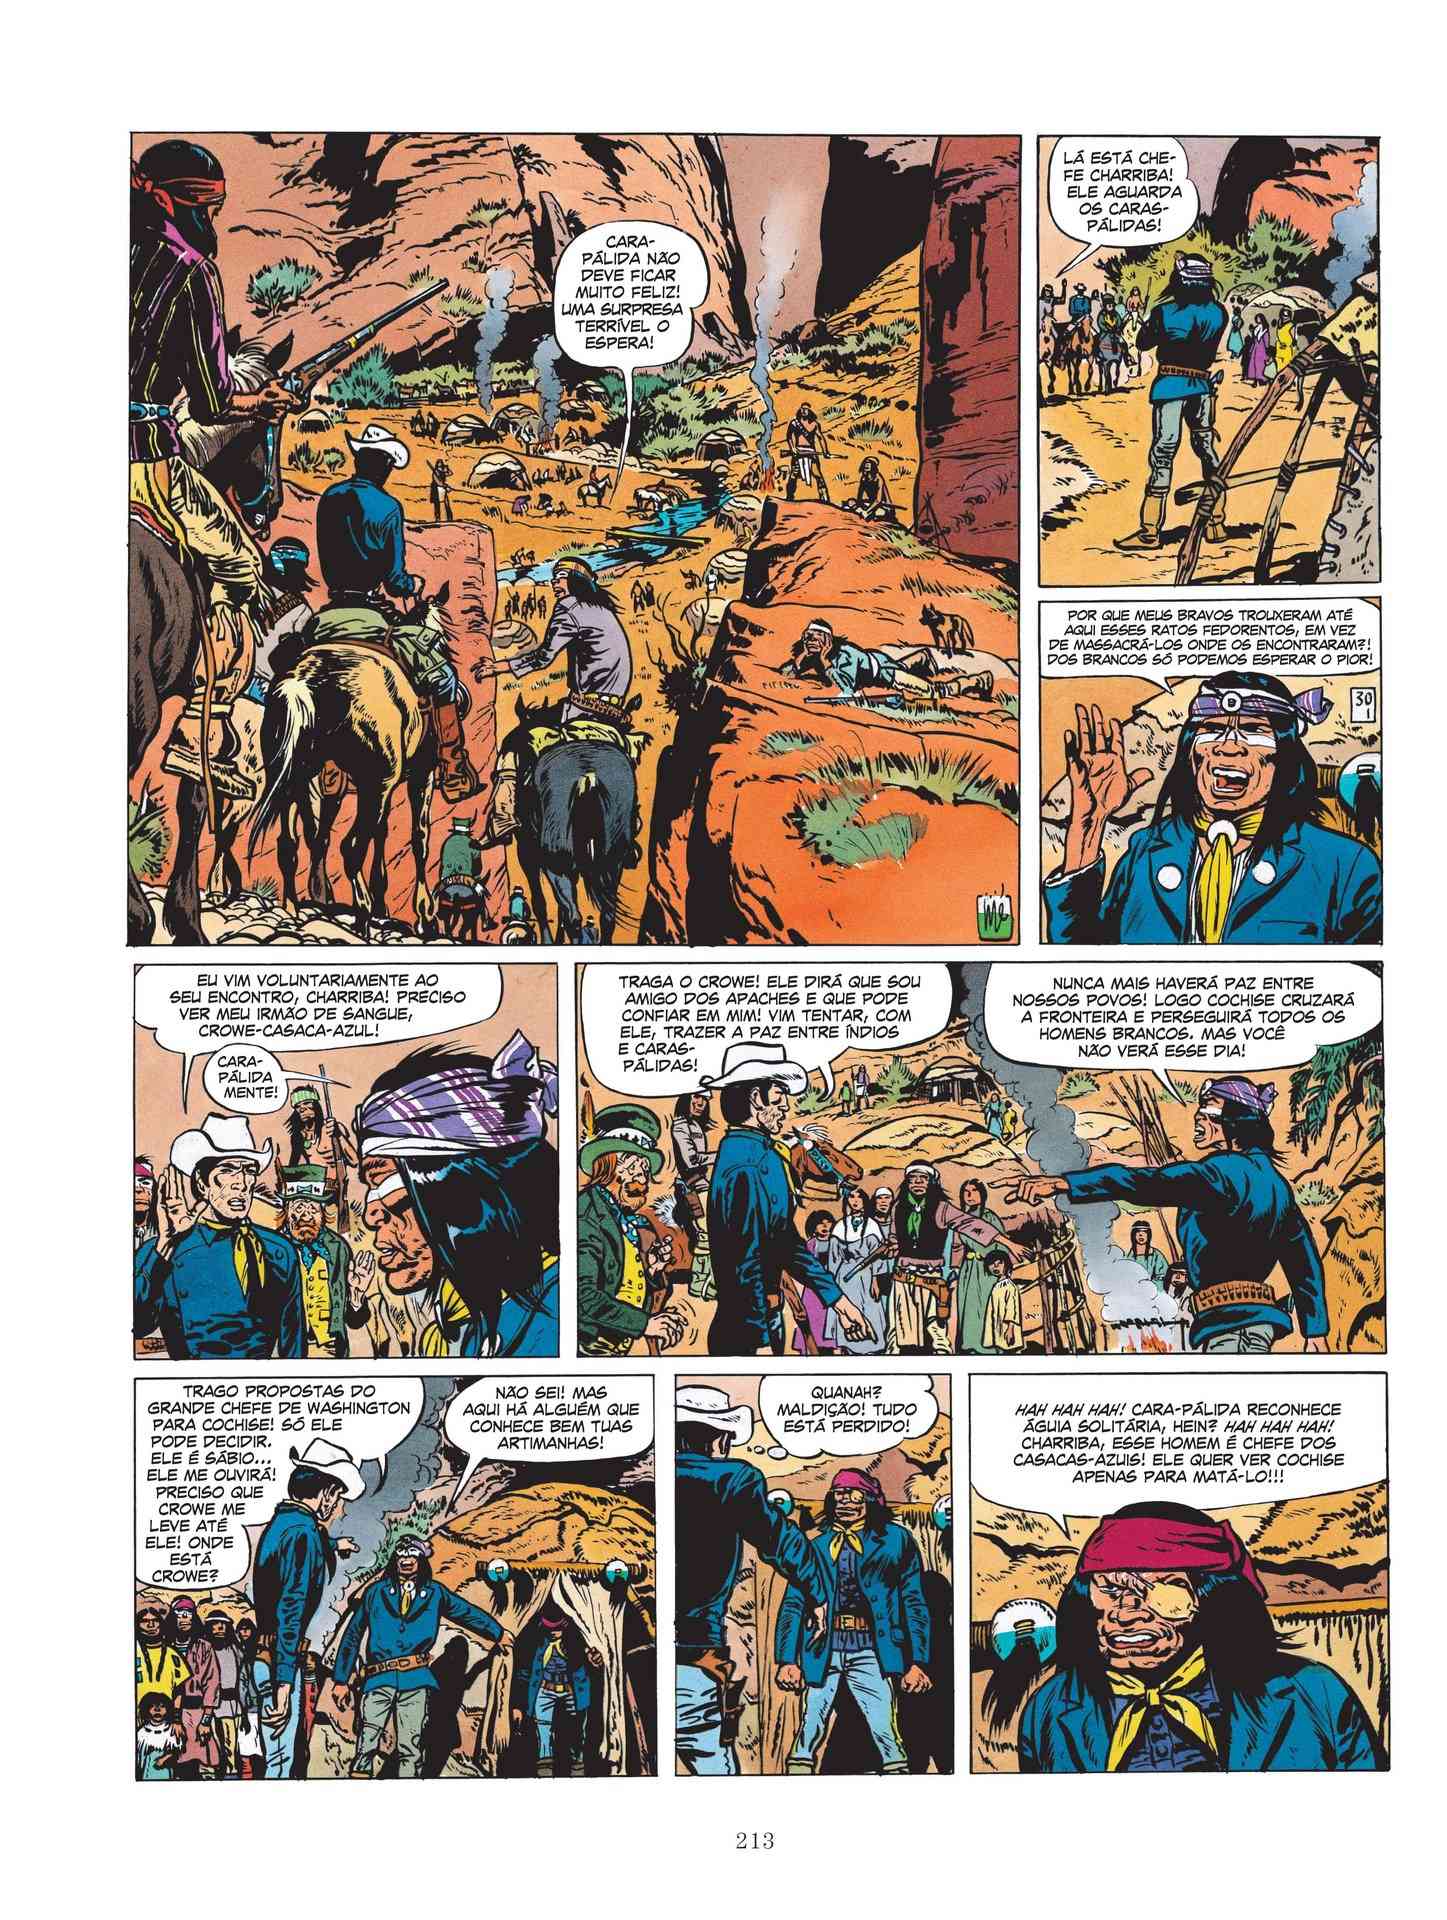 CARA-
PÁLIDA NÃO
DEVE FICAR
MUITO FELIZ!
UMA SURPRESA
TERRÍVEL O
ESPERA!
LÁ ESTÁ CHE-
FE CHARRIBA!
ELE AGUARDA
OS CARAS-
PÁLIDAS!
POR QUE MEUS BRAVOS TROUXERAM ATÉ
AQUI ESSES RATOS FEDORENTOS, EM VEZ
DE MASSACRÁ-LOS ONDE OS ENCONTRARAM?!
DOS BRANCOS SÓ PODEMOS ESPERAR O PIOR!
30
1
EU VIM VOLUNTARIAMENTE AO
SEU ENCONTRO, CHARRIBA! PRECISO
VER MEU IRMÃO DE SANGUE,
CROWE-CASACA-AZUL!
CARA-
PÁLIDA
MENTE!
TRAGA O CROWE! ELE DIRÁ QUE SOU
AMIGO DOS APACHES E QUE PODE
CONFIAR EM MIM! VIM TENTAR, COM
ELE, TRAZER A PAZ ENTRE ÍNDIOS
E CARAS-
PÁLIDAS!
NUNCA MAIS HAVERÁ PAZ ENTRE
NOSSOS POVOS! LOGO COCHISE CRUZARÁ
A FRONTEIRA E PERSEGUIRÁ TODOS OS
HOMENS BRANCOS. MAS VOCÊ
NÃO VERÁ ESSE DIA!
TRAGO PROPOSTAS DO
GRANDE CHEFE DE WASHINGTON
PARA COCHISE! SÓ ELE
PODE DECIDIR.
ELE É SÁBIO...
ELE ME OUVIRÁ!
PRECISO QUE
CROWE ME
LEVE ATÉ
ELE! ONDE
ESTÁ
CROWE?
NÃO SEI! MAS
AQUI HÁ ALGUÉM QUE
CONHECE BEM TUAS
ARTIMANHAS!
QUANAH?
MALDIÇÃO! TUDO
ESTÁ PERDIDO!
HAH HAH HAH! CARA-PÁLIDA RECONHECE
ÁGUIA SOLITÁRIA, HEIN? HAH HAH HAH!
CHARRIBA, ESSE HOMEM É CHEFE DOS
CASACAS-AZUIS! ELE QUER VER COCHISE
APENAS PARA MATÁ-LO!!!
213